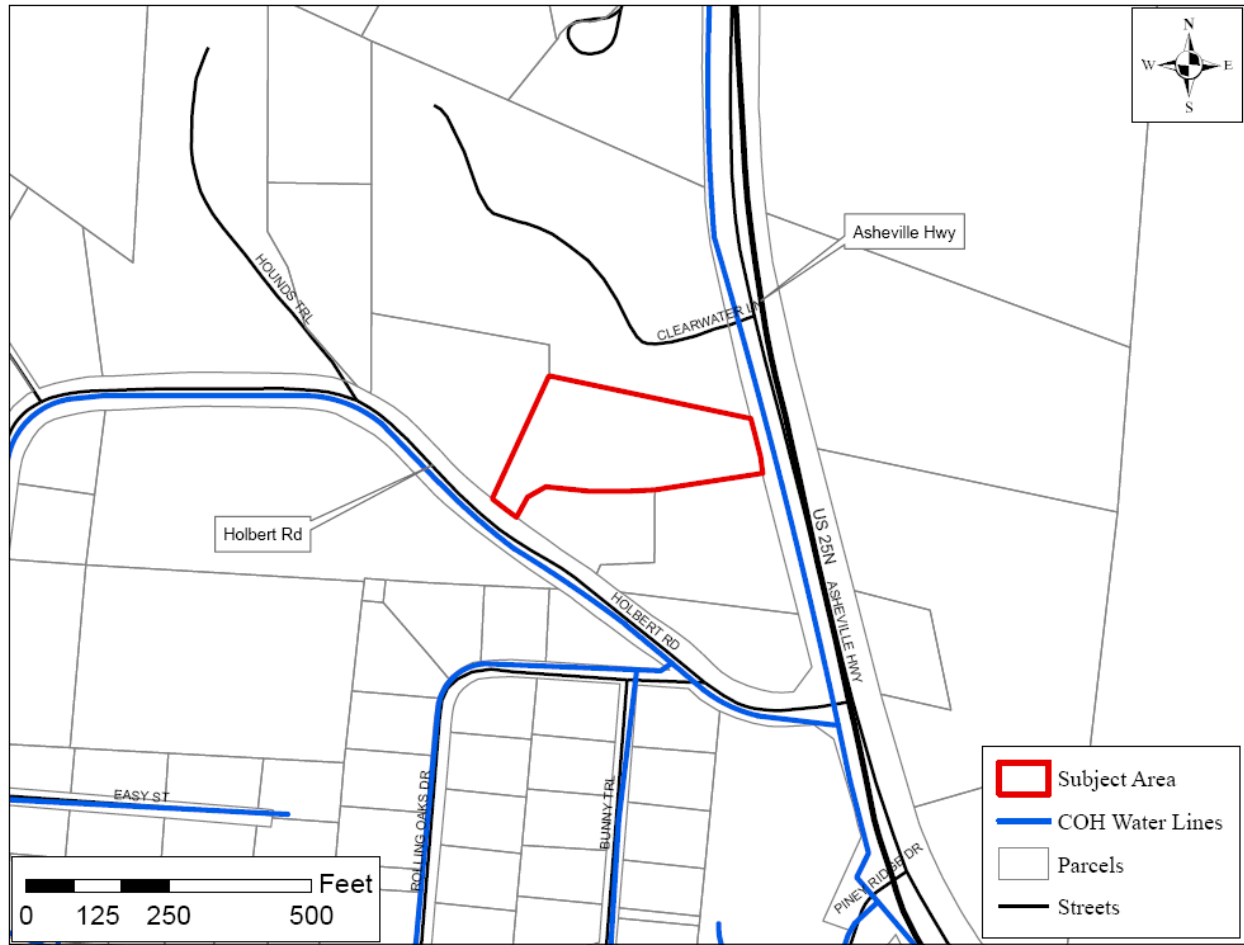 N
W E
S
Asheville Hwy
HOUNDS TRL
CLEARWATER LN
Holbert Rd
US 25N
ASHEVILLE HWY
HOLBERT RD
ROLLING OAKS DR
BUNNY TRL
EASY ST
PINEY RIDGE DR
Subject Area
COH Water Lines
Parcels
Streets
Feet
0 125 250 500